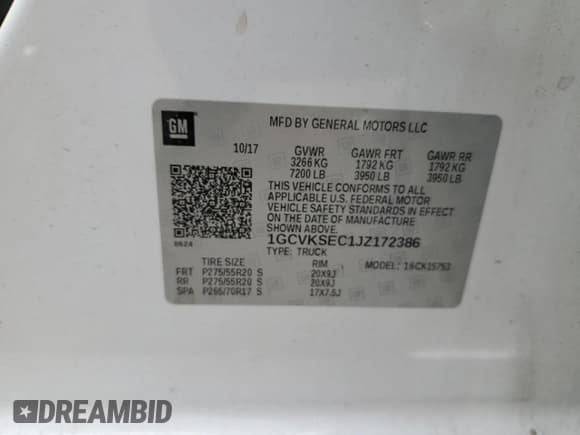 GM
MFD BY GENERAL MOTORS LLC
10/17 GVWR GAWR FRT GAWR RR
3266 KG 1792 KG 1792 KG
7200 LB 3950 LB 3950 LB
THIS VEHICLE CONFORMS TO ALL
APPLICABLE U.S. FEDERAL MOTOR
VEHICLE SAFETY STANDARDS IN EFFECT
ON THE DATE OF MANUFACTURE
SHOWN ABOVE.
1GCVKSEC1JZ172386
8624 TYPE: TRUCK
TIRE SIZE RIM MODEL: 16CK15753
FRT P275/55R20 S 20X9J
RR P275/55R20 S 20X9J
SPA P265/70R17 S 17X7.5J
DREAMBID